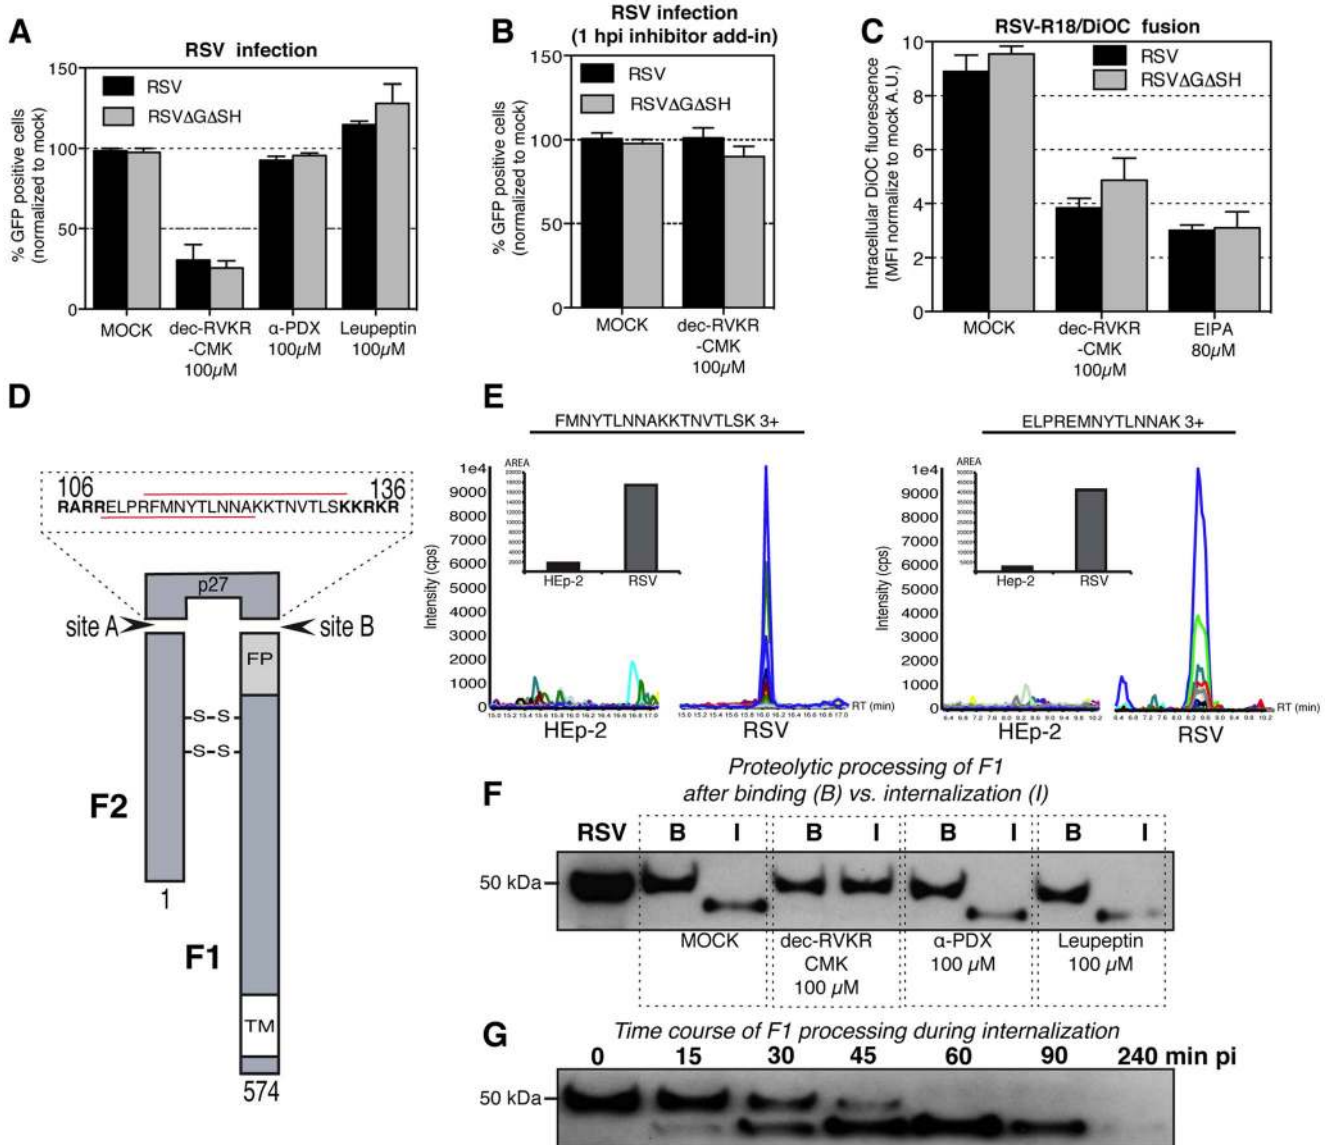 A
RSV infection
% GFP positive cells
(normalized to mock)
150
100
50
0
RSV
RSVΔGΔSH
MOCK
dec-RVKR
-CMK
100µM
α-PDX
100µM
Leupeptin
100µM
B
RSV infection
(1 hpi inhibitor add-in)
% GFP positive cells
(normalized to mock)
150
100
50
0
RSV
RSVΔGΔSH
MOCK
dec-RVKR
-CMK
100µM
C
RSV-R18/DiOC fusion
Intracellular DiOC fluorescence
(MFI normalize to mock A.U.)
10
8
6
4
2
0
RSV
RSVΔGΔSH
MOCK
dec-RVKR
-CMK
100µM
EIPA
80µM
D
106 136
RARRELPRFMNYTLNNAKKTNVTLSKKRKR
p27
site A
site B
FP
S-S
S-S
F2
1
F1
TM
574
E
FMNYTLNNAKKTNVTLSK 3+
Intensity (cps)
1e4
9000
8000
7000
6000
5000
4000
3000
2000
1000
0
AREA
HEp-2 RSV
RT (min)
HEp-2 RSV
ELPREMNYTLNNAK 3+
Intensity (cps)
1e4
9000
8000
7000
6000
5000
4000
3000
2000
1000
0
AREA
Hep-2 RSV
RT (min)
HEp-2 RSV
F
Proteolytic processing of F1
after binding (B) vs. internalization (I)
RSV B I B I B I B I
50 kDa
MOCK
dec-RVKR
CMK
100 µM
α-PDX
100 µM
Leupeptin
100 µM
G
Time course of F1 processing during internalization
0 15 30 45 60 90 240 min pi
50 kDa